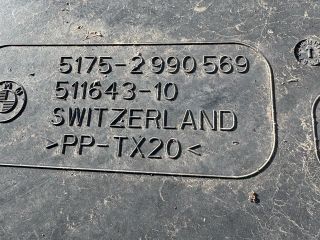 5175-2 990 569
511643-10
SWITZERLAND
>PP-TX20<